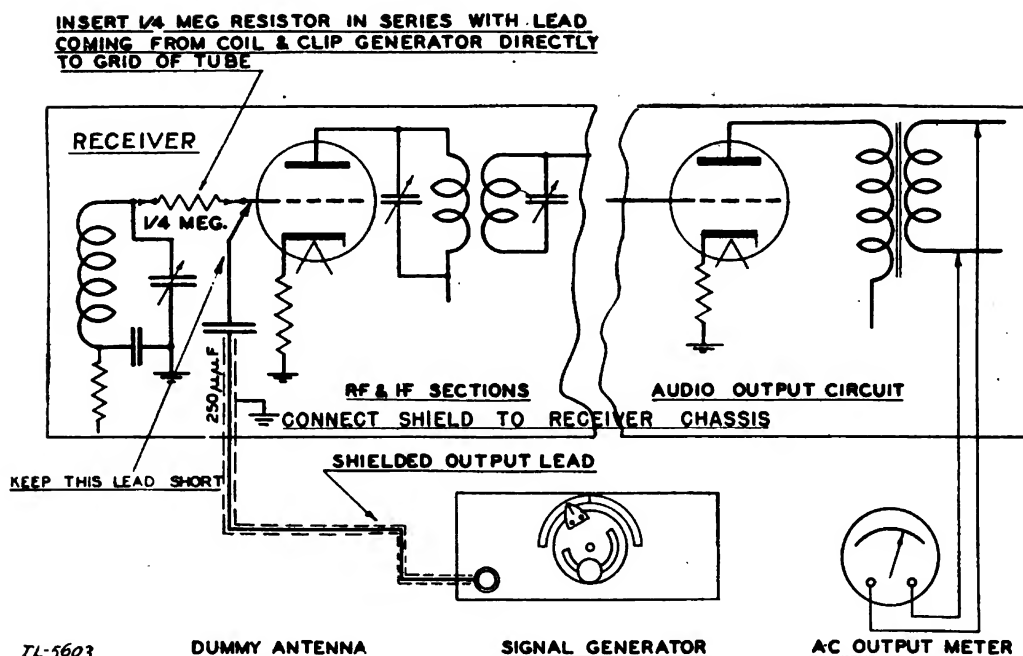 INSERT 1/4 MEG RESISTOR IN SERIES WITH LEAD
COMING FROM COIL & CLIP GENERATOR DIRECTLY
TO GRID OF TUBE
RECEIVER
1/4 MEG.
250μμF
RF & IF SECTIONS
AUDIO OUTPUT CIRCUIT
CONNECT SHIELD TO RECEIVER CHASSIS
KEEP THIS LEAD SHORT
SHIELDED OUTPUT LEAD
TL-5603
DUMMY ANTENNA
SIGNAL GENERATOR
A-C OUTPUT METER